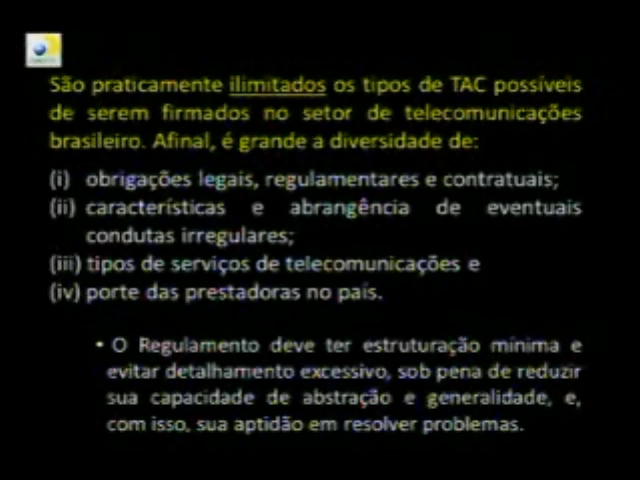 São praticamente ilimitados os tipos de TAC possíveis
de serem firmados no setor de telecomunicações
brasileiro. Afinal, é grande a diversidade de:
(i) obrigações legais, regulamentares e contratuais;
(ii) características e abrangência de eventuais
condutas irregulares;
(iii) tipos de serviços de telecomunicações e
(iv) porte das prestadoras no país.
• O Regulamento deve ter estruturação mínima e
evitar detalhamento excessivo, sob pena de reduzir
sua capacidade de abstração e generalidade, e,
com isso, sua aptidão em resolver problemas.